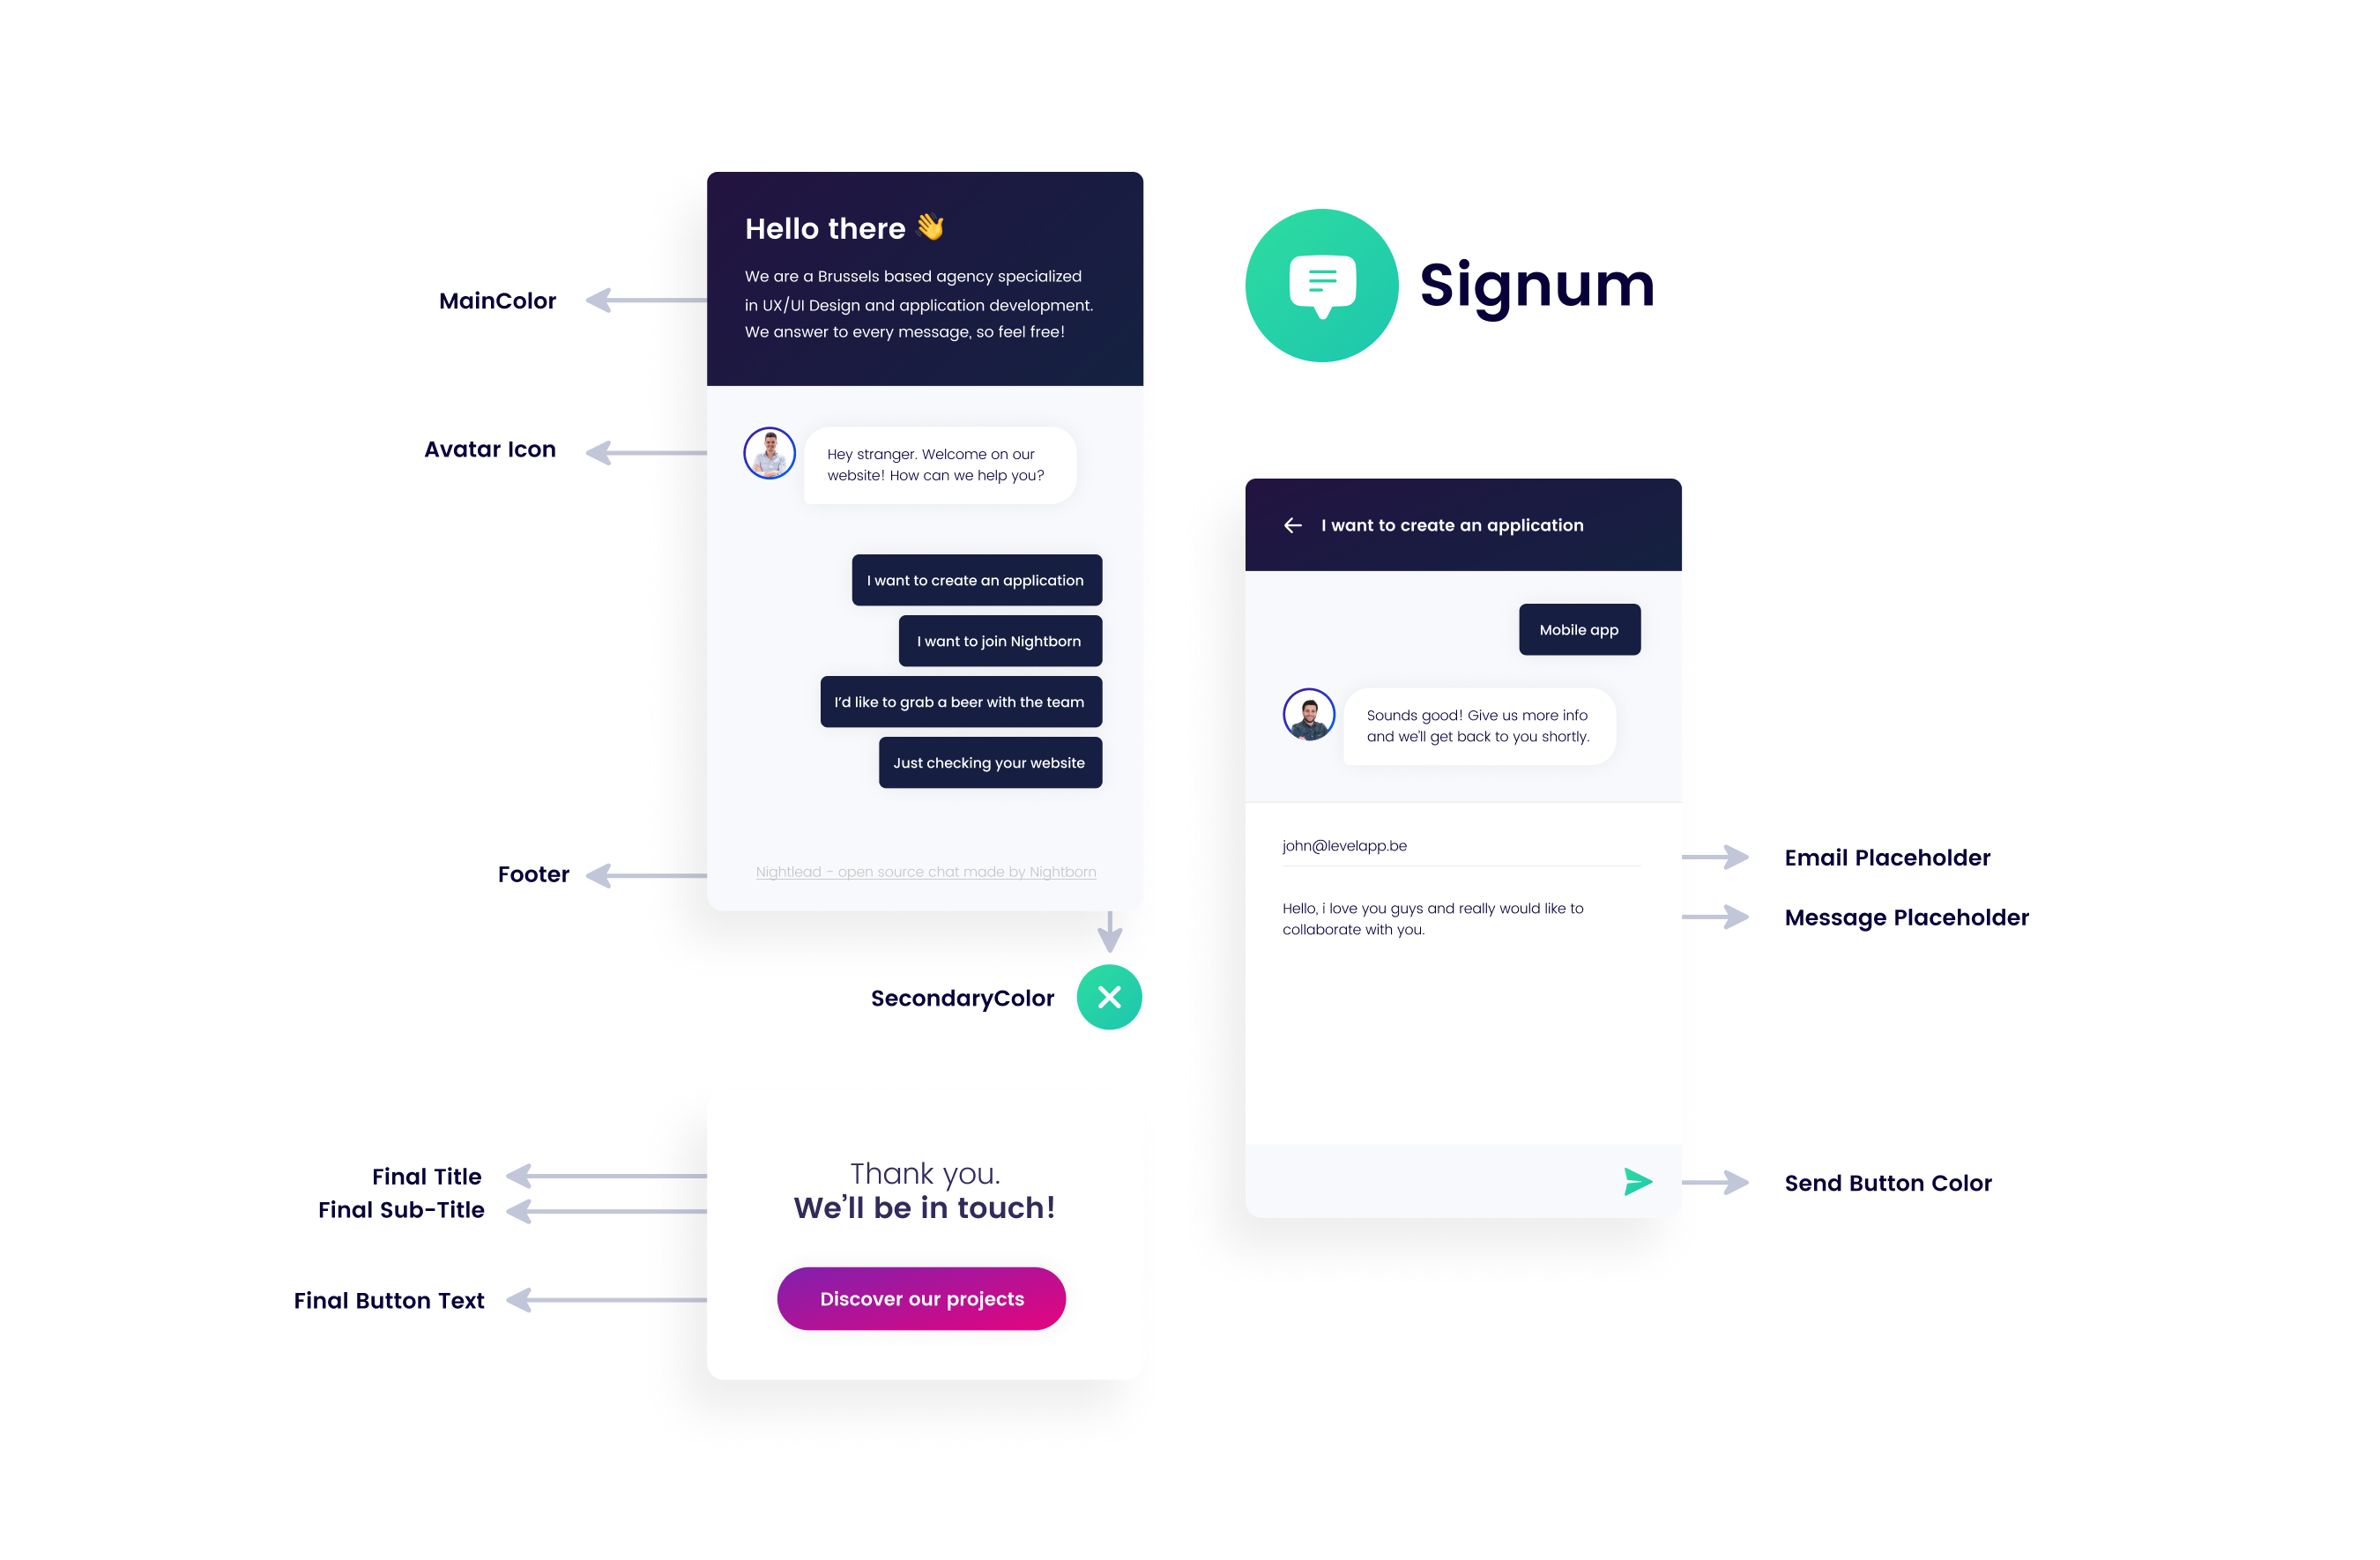 Hello there 👋
We are a Brussels based agency specialized
in UX/UI Design and application development.
We answer to every message, so feel free!
MainColor
Avatar Icon
Hey stranger. Welcome on our
website! How can we help you?
I want to create an application
I want to join Nightborn
I'd like to grab a beer with the team
Just checking your website
Footer
Nightlead - open source chat made by Nightborn
SecondaryColor
Final Title
Final Sub-Title
Thank you.
We'll be in touch!
Final Button Text
Discover our projects
Signum
I want to create an application
Mobile app
Sounds good! Give us more info
and we'll get back to you shortly.
john@levelapp.be
Email Placeholder
Hello, i love you guys and really would like to
collaborate with you.
Message Placeholder
Send Button Color